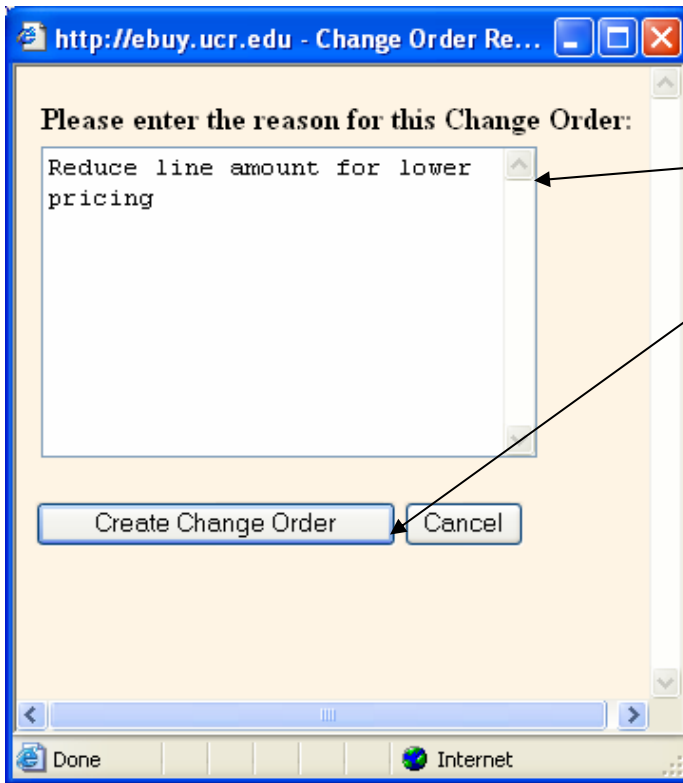 http://ebuy.ucr.edu - Change Order Re...
Please enter the reason for this Change Order:
Reduce line amount for lower
pricing
Create Change Order
Cancel
Done
Internet